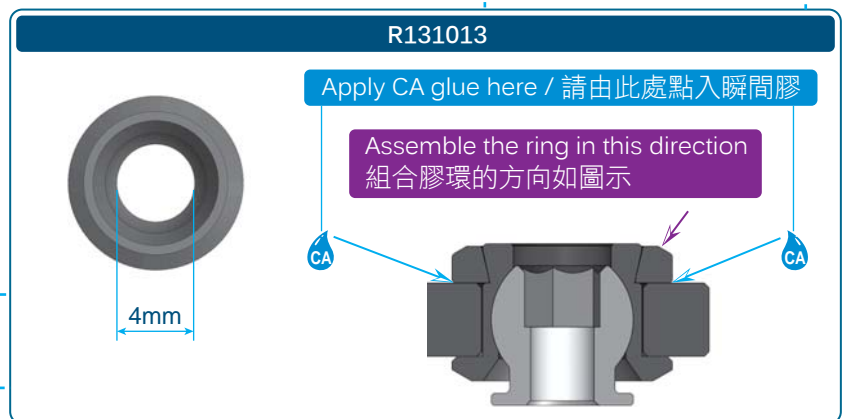 R131013
Apply CA glue here / 請由此處點入瞬間膠
Assemble the ring in this direction
組合膠環的方向如圖示
CA
CA
4mm